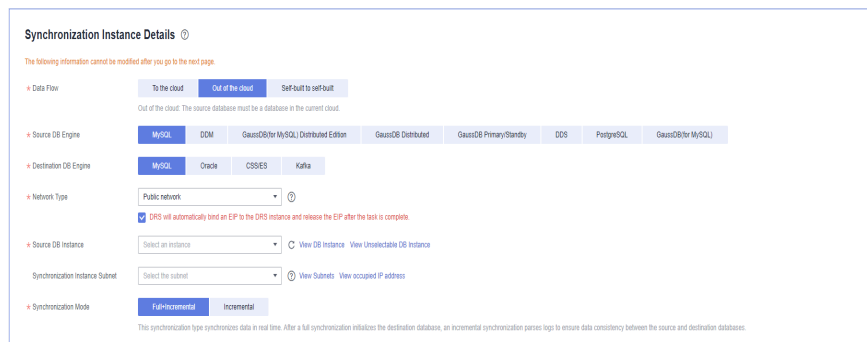 Synchronization Instance Details
The following information cannot be modified after you go to the next page.
* Data Flow To the cloud Out of the cloud Self-built to self-built
Out of the cloud: The source database must be a database in the current cloud.
* Source DB Engine MySQL DDM GaussDB(for MySQL) Distributed Edition GaussDB Distributed GaussDB Primary/Standby DDS PostgreSQL GaussDB(for MySQL)
* Destination DB Engine MySQL Oracle CSS/ES Kafka
* Network Type Public network
DRS will automatically bind an EIP to the DRS instance and release the EIP after the task is complete.
* Source DB Instance Select an instance View DB Instance View Unselectable DB Instance
Synchronization Instance Subnet Select the subnet View Subnets View occupied IP address
* Synchronization Mode Full+Incremental Incremental
This synchronization type synchronizes data in real time. After a full synchronization initializes the destination database, an incremental synchronization parses logs to ensure data consistency between the source and destination databases.